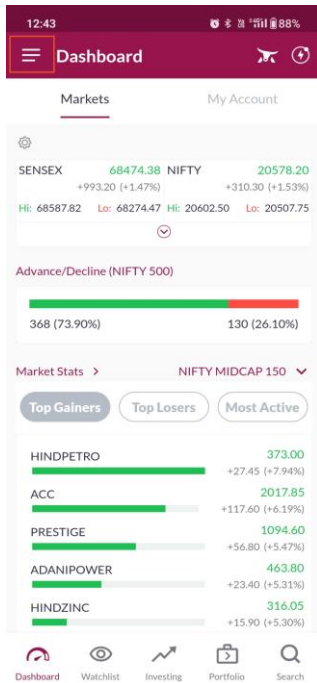 12:43 88%
Dashboard
Markets My Account
SENSEX 68474.38 NIFTY 20578.20
+993.20 (+1.47%) +310.30 (+1.53%)
Hi: 68587.82 Lo: 68274.47 Hi: 20602.50 Lo: 20507.75
Advance/Decline (NIFTY 500)
368 (73.90%) 130 (26.10%)
Market Stats > NIFTY MIDCAP 150
Top Gainers Top Losers Most Active
HINDPETRO 373.00
+27.45 (+7.94%)
ACC 2017.85
+117.60 (+6.19%)
PRESTIGE 1094.60
+56.80 (+5.47%)
ADANIPOWER 463.80
+23.40 (+5.31%)
HINDZINC 316.05
+15.90 (+5.30%)
Dashboard Watchlist Investing Portfolio Search